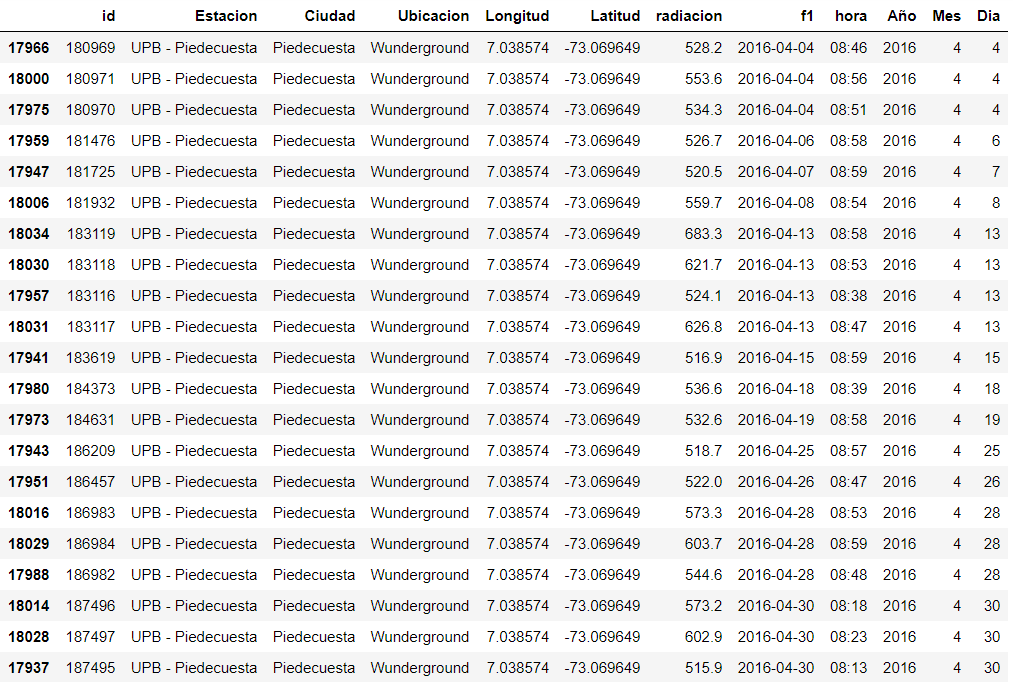 id Estacion Ciudad Ubicacion Longitud Latitud radiacion f1 hora Año Mes Dia
17966 180969 UPB - Piedecuesta Piedecuesta Wunderground 7.038574 -73.069649 528.2 2016-04-04 08:46 2016 4 4
18000 180971 UPB - Piedecuesta Piedecuesta Wunderground 7.038574 -73.069649 553.6 2016-04-04 08:56 2016 4 4
17975 180970 UPB - Piedecuesta Piedecuesta Wunderground 7.038574 -73.069649 534.3 2016-04-04 08:51 2016 4 4
17959 181476 UPB - Piedecuesta Piedecuesta Wunderground 7.038574 -73.069649 526.7 2016-04-06 08:58 2016 4 6
17947 181725 UPB - Piedecuesta Piedecuesta Wunderground 7.038574 -73.069649 520.5 2016-04-07 08:59 2016 4 7
18006 181932 UPB - Piedecuesta Piedecuesta Wunderground 7.038574 -73.069649 559.7 2016-04-08 08:54 2016 4 8
18034 183119 UPB - Piedecuesta Piedecuesta Wunderground 7.038574 -73.069649 683.3 2016-04-13 08:58 2016 4 13
18030 183118 UPB - Piedecuesta Piedecuesta Wunderground 7.038574 -73.069649 621.7 2016-04-13 08:53 2016 4 13
17957 183116 UPB - Piedecuesta Piedecuesta Wunderground 7.038574 -73.069649 524.1 2016-04-13 08:38 2016 4 13
18031 183117 UPB - Piedecuesta Piedecuesta Wunderground 7.038574 -73.069649 626.8 2016-04-13 08:47 2016 4 13
17941 183619 UPB - Piedecuesta Piedecuesta Wunderground 7.038574 -73.069649 516.9 2016-04-15 08:59 2016 4 15
17980 184373 UPB - Piedecuesta Piedecuesta Wunderground 7.038574 -73.069649 536.6 2016-04-18 08:39 2016 4 18
17973 184631 UPB - Piedecuesta Piedecuesta Wunderground 7.038574 -73.069649 532.6 2016-04-19 08:58 2016 4 19
17943 186209 UPB - Piedecuesta Piedecuesta Wunderground 7.038574 -73.069649 518.7 2016-04-25 08:57 2016 4 25
17951 186457 UPB - Piedecuesta Piedecuesta Wunderground 7.038574 -73.069649 522.0 2016-04-26 08:47 2016 4 26
18016 186983 UPB - Piedecuesta Piedecuesta Wunderground 7.038574 -73.069649 573.3 2016-04-28 08:53 2016 4 28
18029 186984 UPB - Piedecuesta Piedecuesta Wunderground 7.038574 -73.069649 603.7 2016-04-28 08:59 2016 4 28
17988 186982 UPB - Piedecuesta Piedecuesta Wunderground 7.038574 -73.069649 544.6 2016-04-28 08:48 2016 4 28
18014 187496 UPB - Piedecuesta Piedecuesta Wunderground 7.038574 -73.069649 573.2 2016-04-30 08:18 2016 4 30
18028 187497 UPB - Piedecuesta Piedecuesta Wunderground 7.038574 -73.069649 602.9 2016-04-30 08:23 2016 4 30
17937 187495 UPB - Piedecuesta Piedecuesta Wunderground 7.038574 -73.069649 515.9 2016-04-30 08:13 2016 4 30